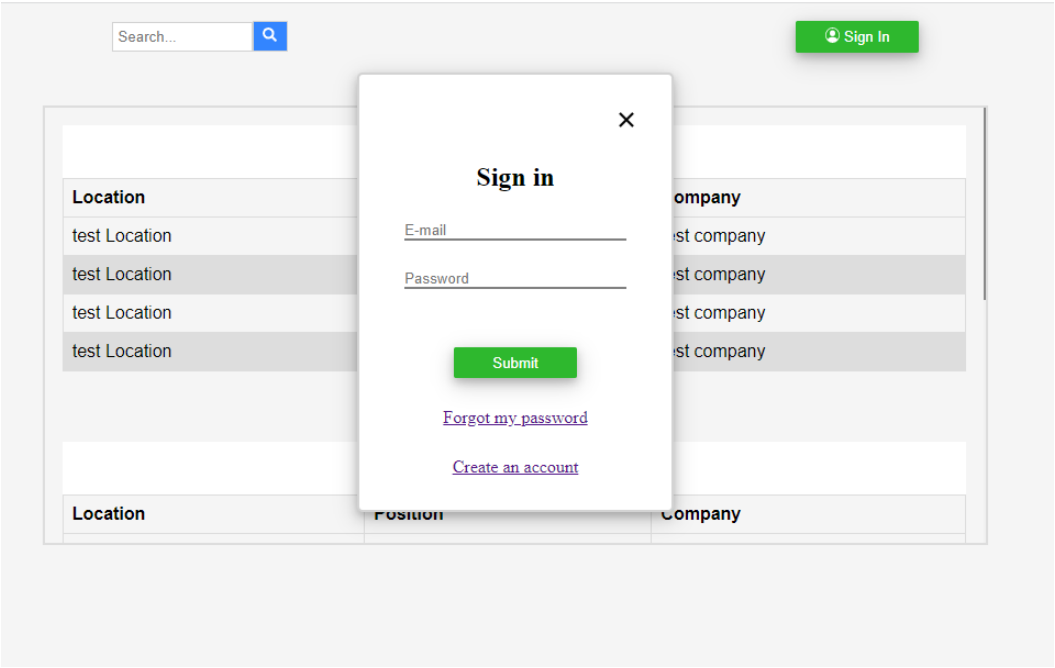 Search...
Sign In
✕
Sign in
Location
ompany
test Location
st company
E-mail
test Location
st company
Password
test Location
st company
test Location
st company
Submit
Forgot my password
Create an account
Location Position Company